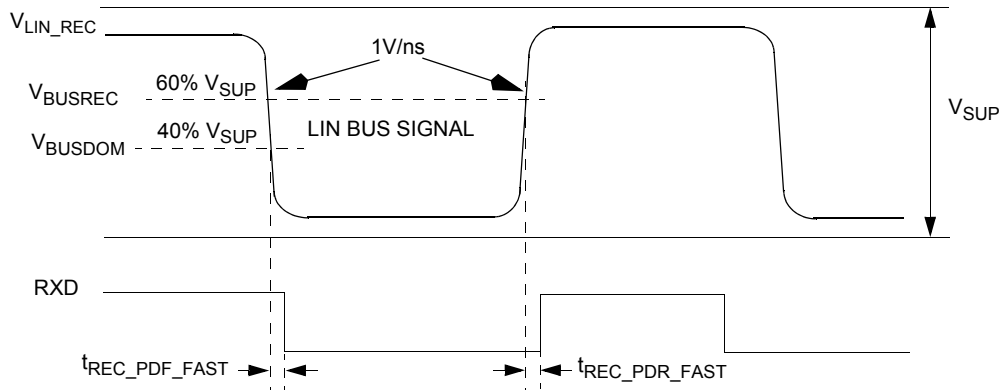 V_LIN_REC
1V/ns
60% V_SUP
V_BUSREC
V_SUP
40% V_SUP
LIN BUS SIGNAL
V_BUSDOM
RXD
t_REC_PDF_FAST
t_REC_PDR_FAST